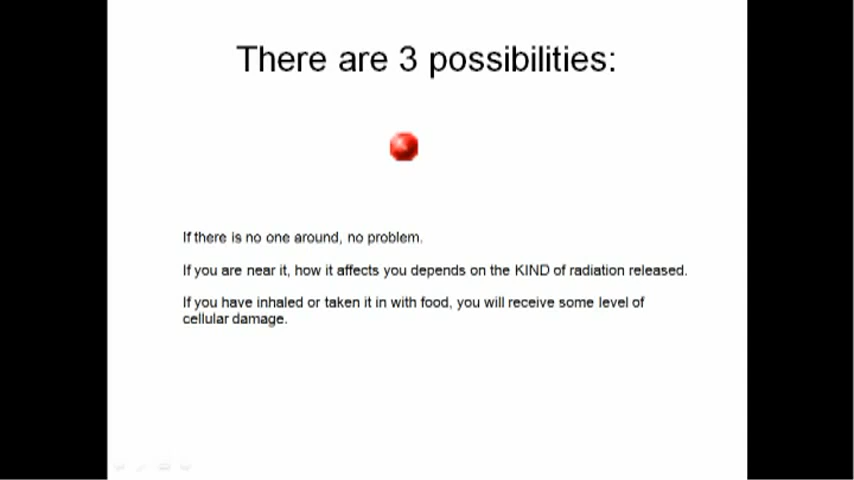 There are 3 possibilities:
If there is no one around, no problem.
If you are near it, how it affects you depends on the KIND of radiation released.
If you have inhaled or taken it in with food, you will receive some level of
cellular damage.